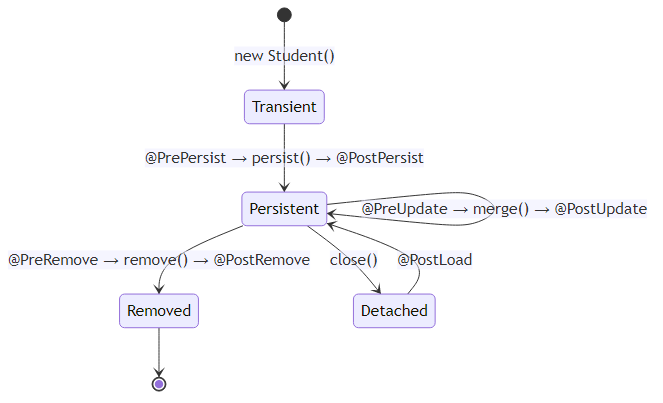 new Student()
Transient
@PrePersist → persist() → @PostPersist
Persistent
@PreUpdate → merge() → @PostUpdate
@PreRemove → remove() → @PostRemove
close()
@PostLoad
Removed
Detached